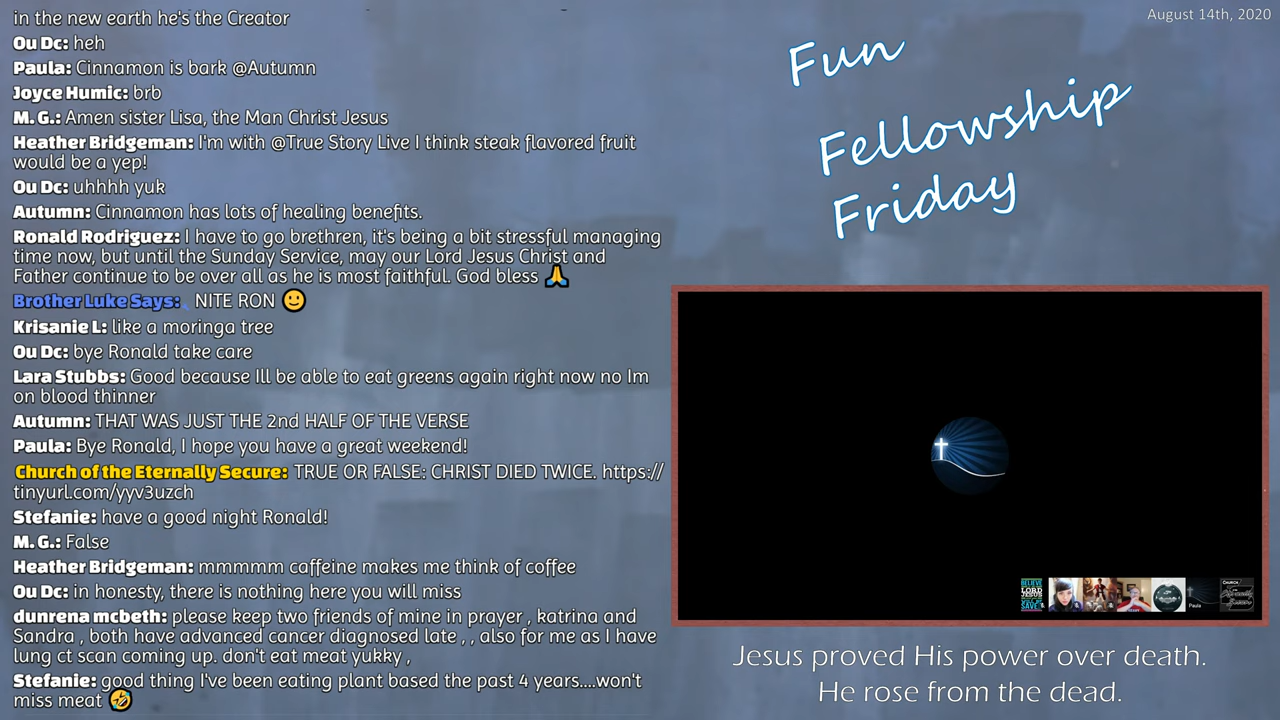 in the new earth he's the Creator
Ou Dc: heh
Paula: Cinnamon is bark @Autumn
Joyce Humic: brb
M. G.: Amen sister Lisa, the Man Christ Jesus
Heather Bridgeman: I'm with @True Story Live I think steak flavored fruit
would be a yep!
Ou Dc: uhhhh yuk
Autumn: Cinnamon has lots of healing benefits.
Ronald Rodriguez: I have to go brethren, it's being a bit stressful managing
time now, but until the Sunday Service, may our Lord Jesus Christ and
Father continue to be over all as he is most faithful. God bless 🙏
Brother Luke Says: NITE RON 🙂
Krisanie L: like a moringa tree
Ou Dc: bye Ronald take care
Lara Stubbs: Good because Ill be able to eat greens again right now no Im
on blood thinner
Autumn: THAT WAS JUST THE 2nd HALF OF THE VERSE
Paula: Bye Ronald, I hope you have a great weekend!
Church of the Eternally Secure: TRUE OR FALSE: CHRIST DIED TWICE. https://
tinyurl.com/yyv3uzch
Stefanie: have a good night Ronald!
M. G.: False
Heather Bridgeman: mmmmm caffeine makes me think of coffee
Ou Dc: in honesty, there is nothing here you will miss
dunrena mcbeth: please keep two friends of mine in prayer , katrina and
Sandra , both have advanced cancer diagnosed late , , also for me as I have
lung ct scan coming up. don't eat meat yukky ,
Stefanie: good thing I've been eating plant based the past 4 years....won't
miss meat 🤣
August 14th, 2020
Fun
Fellowship
Friday
BELIEVE
LORD
JESUS
SAVE
Paula
CHURCH
Jesus proved His power over death.
He rose from the dead.